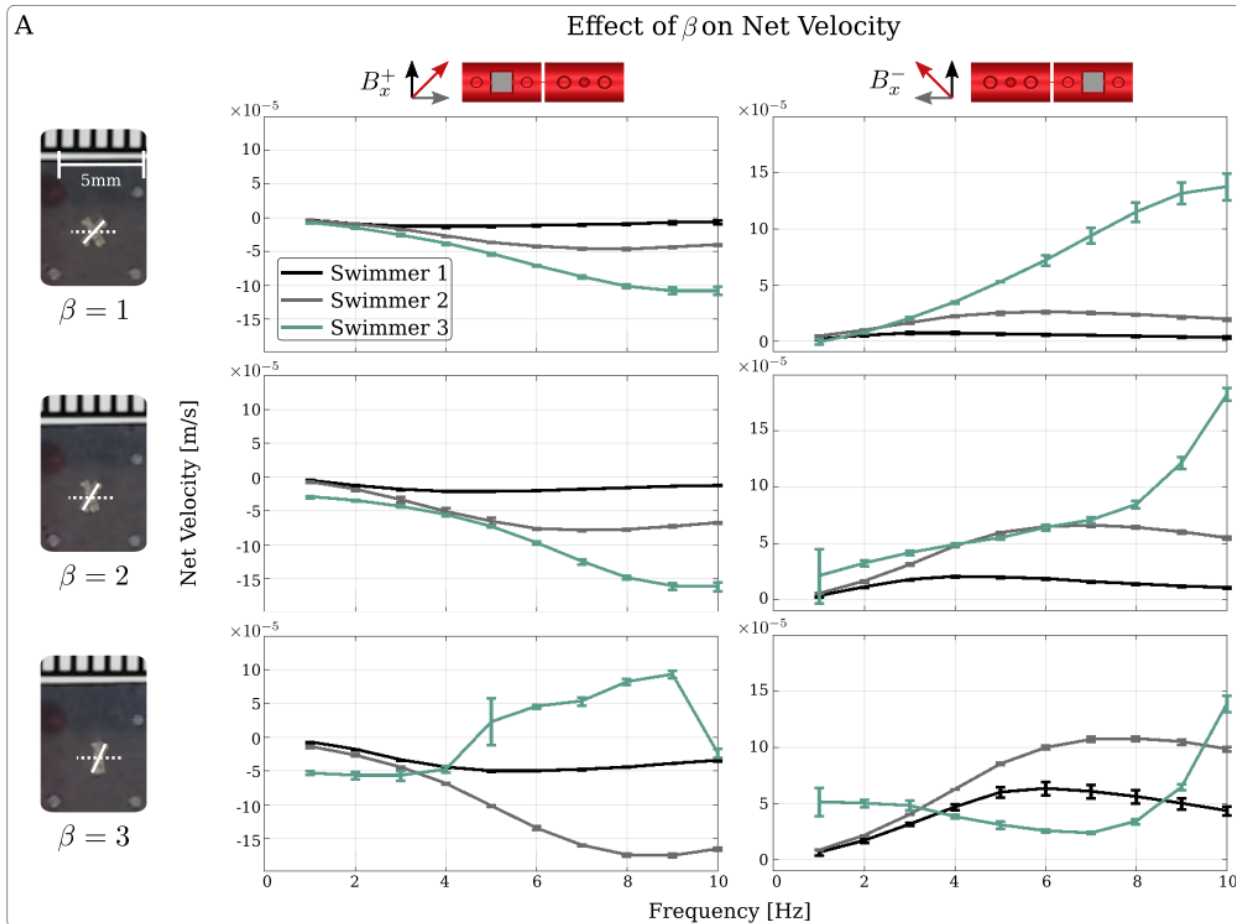 A
Effect of β on Net Velocity
B_x^+
B_x^-
×10⁻⁵
×10⁻⁵
15
10
5
0
-5
-10
-15
15
10
5
0
5mm
β = 1
Swimmer 1
Swimmer 2
Swimmer 3
×10⁻⁵
×10⁻⁵
15
10
5
0
-5
-10
-15
15
10
5
0
β = 2
Net Velocity [m/s]
×10⁻⁵
×10⁻⁵
15
10
5
0
-5
-10
-15
15
10
5
0
β = 3
0 2 4 6 8 10
0 2 4 6 8 10
Frequency [Hz]